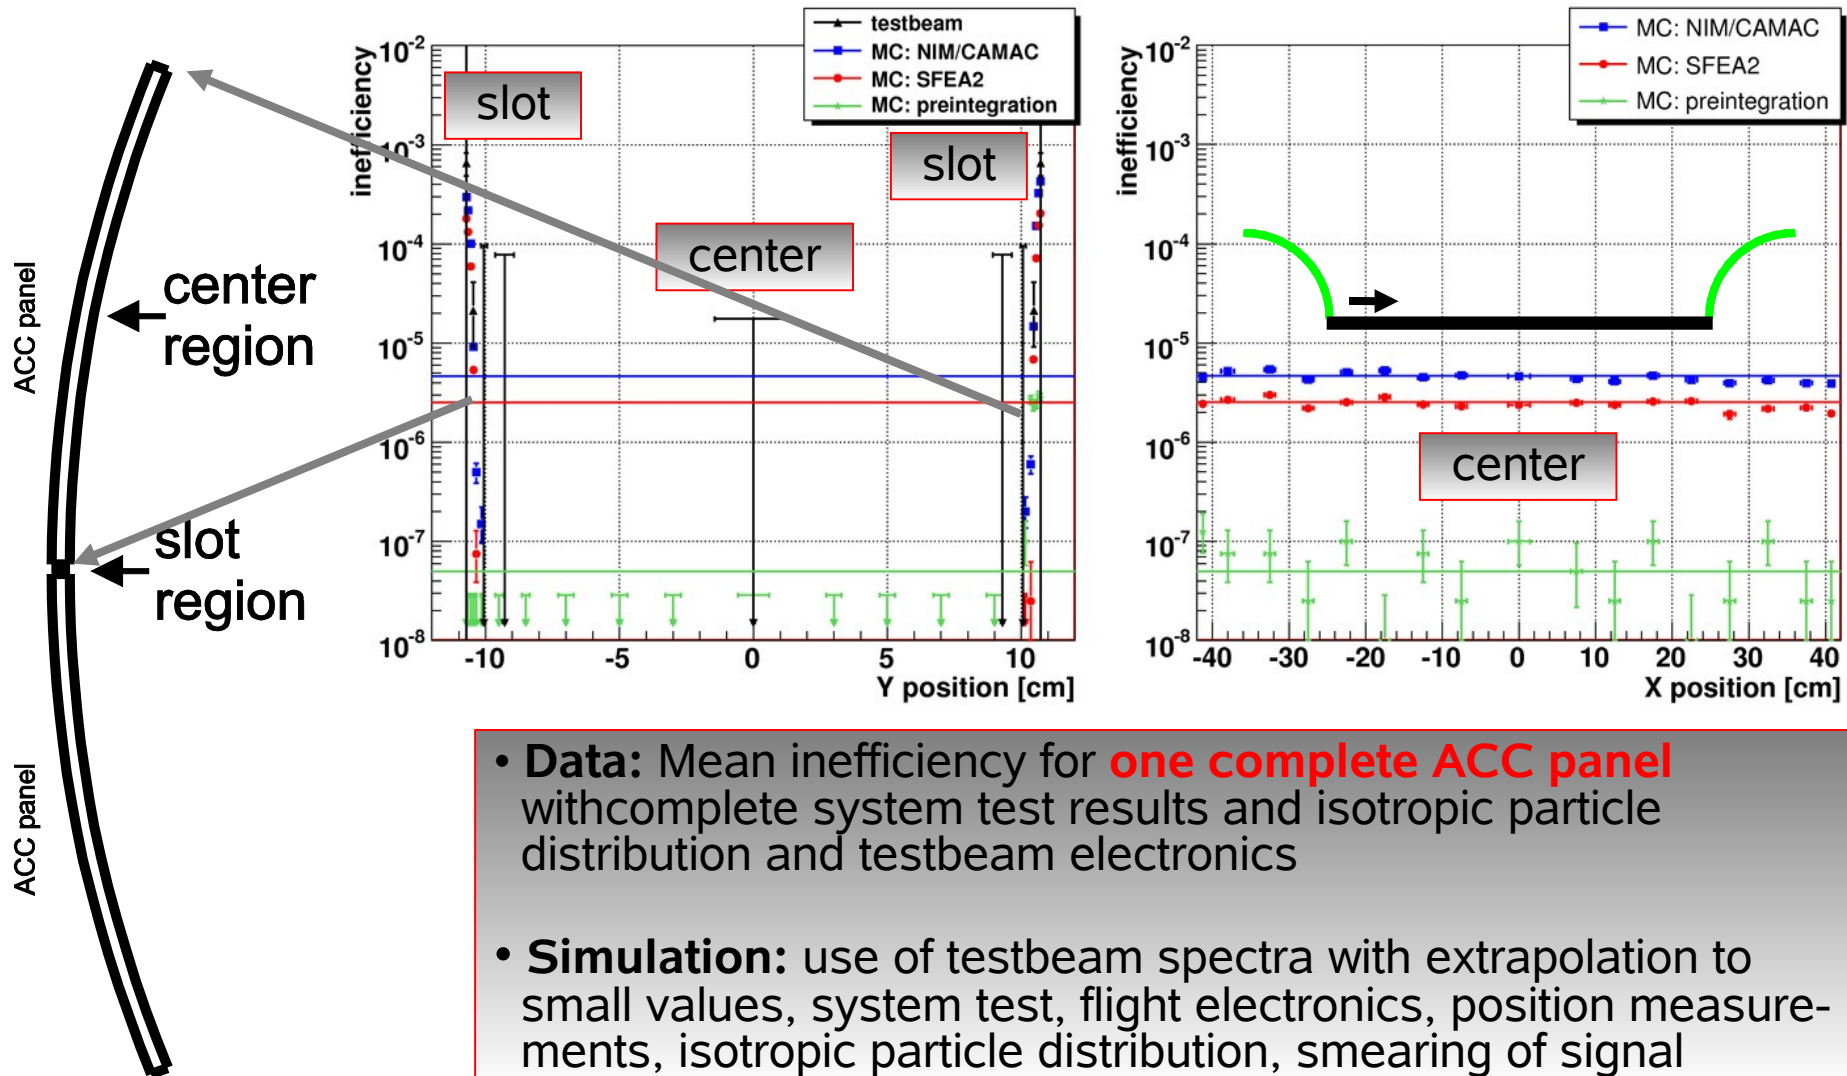 ACC panel
center
region
slot
region
ACC panel
testbeam
MC: NIM/CAMAC
MC: SFEA2
MC: preintegration
inefficiency
10-2
10-3
10-4
10-5
10-6
10-7
10-8
slot
slot
center
-10 -5 0 5 10
Y position [cm]
MC: NIM/CAMAC
MC: SFEA2
MC: preintegration
inefficiency
10-2
10-3
10-4
10-5
10-6
10-7
10-8
center
-40 -30 -20 -10 0 10 20 30 40
X position [cm]
• Data: Mean inefficiency for one complete ACC panel
withcomplete system test results and isotropic particle
distribution and testbeam electronics
• Simulation: use of testbeam spectra with extrapolation to
small values, system test, flight electronics, position measure-
ments, isotropic particle distribution, smearing of signal